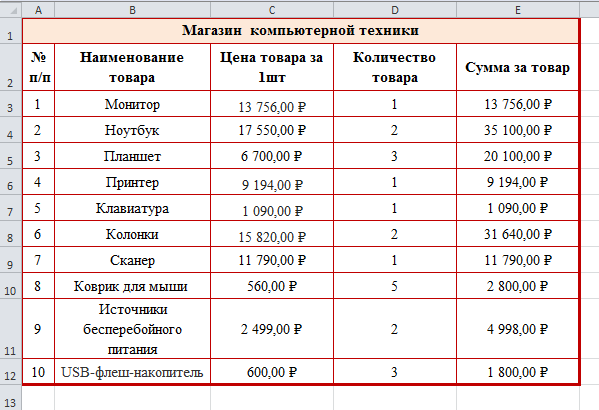 A B C D E
1 Магазин компьютерной техники
2 № п/п Наименование товара Цена товара за 1шт Количество товара Сумма за товар
3 1 Монитор 13 756,00 ₽ 1 13 756,00 ₽
4 2 Ноутбук 17 550,00 ₽ 2 35 100,00 ₽
5 3 Планшет 6 700,00 ₽ 3 20 100,00 ₽
6 4 Принтер 9 194,00 ₽ 1 9 194,00 ₽
7 5 Клавиатура 1 090,00 ₽ 1 1 090,00 ₽
8 6 Колонки 15 820,00 ₽ 2 31 640,00 ₽
9 7 Сканер 11 790,00 ₽ 1 11 790,00 ₽
10 8 Коврик для мыши 560,00 ₽ 5 2 800,00 ₽
11 9 Источники бесперебойного питания 2 499,00 ₽ 2 4 998,00 ₽
12 10 USB-флеш-накопитель 600,00 ₽ 3 1 800,00 ₽
13